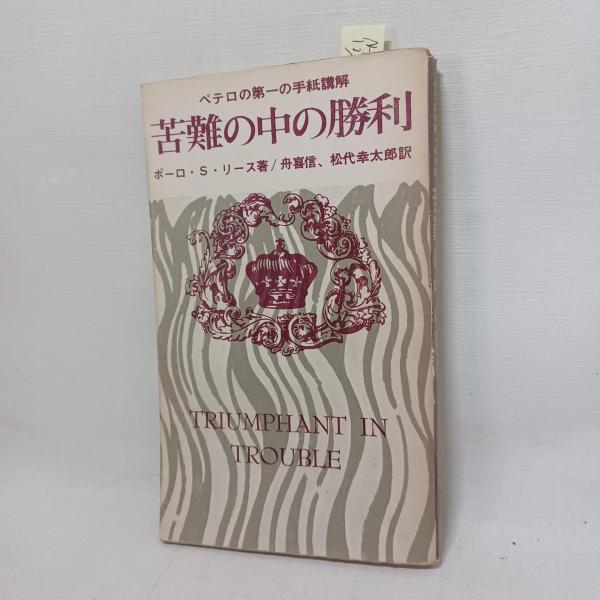 ペテロの第一の手紙講解
苦難の中の勝利
ポーロ・S・リース著/舟喜信、松代幸太郎訳
TRIUMPHANT IN
TROUBLE